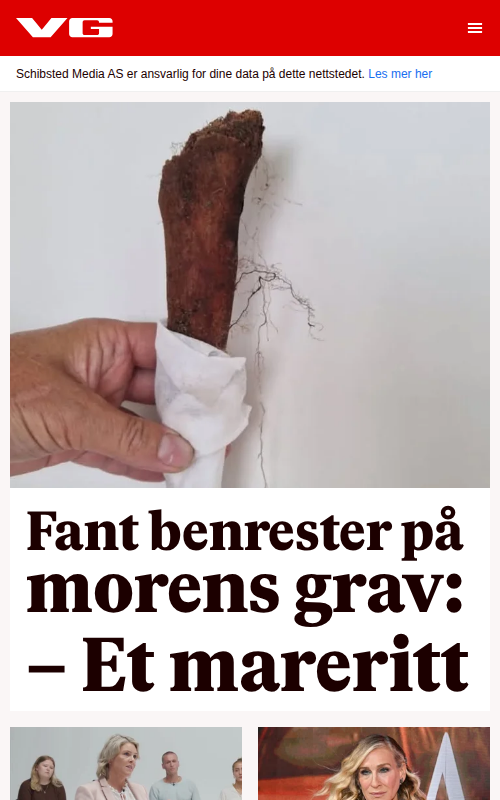 VG
Schibsted Media AS er ansvarlig for dine data på dette nettstedet. Les mer her
Fant benrester på
morens grav:
– Et mareritt